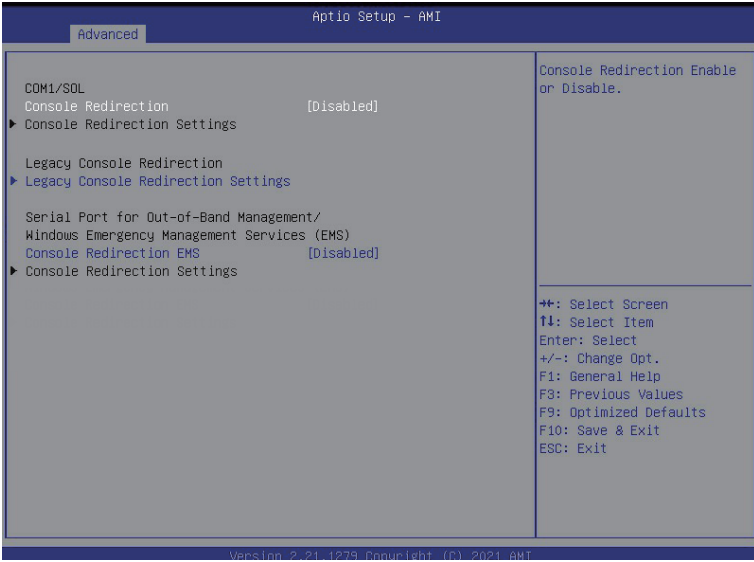 Aptio Setup – AMI
Advanced
COM1/SOL
Console Redirection [Disabled]
▶ Console Redirection Settings
Legacy Console Redirection
▶ Legacy Console Redirection Settings
Serial Port for Out-of-Band Management/
Windows Emergency Management Services (EMS)
Console Redirection EMS [Disabled]
▶ Console Redirection Settings
Console Redirection Enable
or Disable.
→←: Select Screen
↑↓: Select Item
Enter: Select
+/-: Change Opt.
F1: General Help
F3: Previous Values
F9: Optimized Defaults
F10: Save & Exit
ESC: Exit
Version 2.21.1279 Copyright (C) 2021 AMI